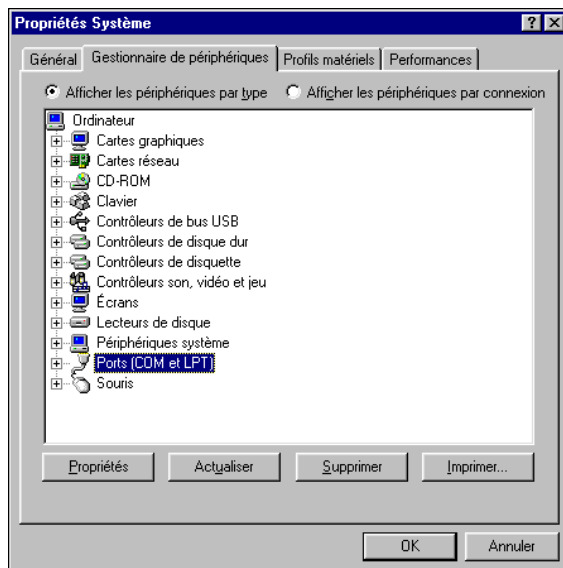 Propriétés Système
Général Gestionnaire de périphériques Profils matériels Performances
Afficher les périphériques par type Afficher les périphériques par connexion
Ordinateur
Cartes graphiques
Cartes réseau
CD-ROM
Clavier
Contrôleurs de bus USB
Contrôleurs de disque dur
Contrôleurs de disquette
Contrôleurs son, vidéo et jeu
Écrans
Lecteurs de disque
Périphériques système
Ports (COM et LPT)
Souris
Propriétés Actualiser Supprimer Imprimer...
OK Annuler